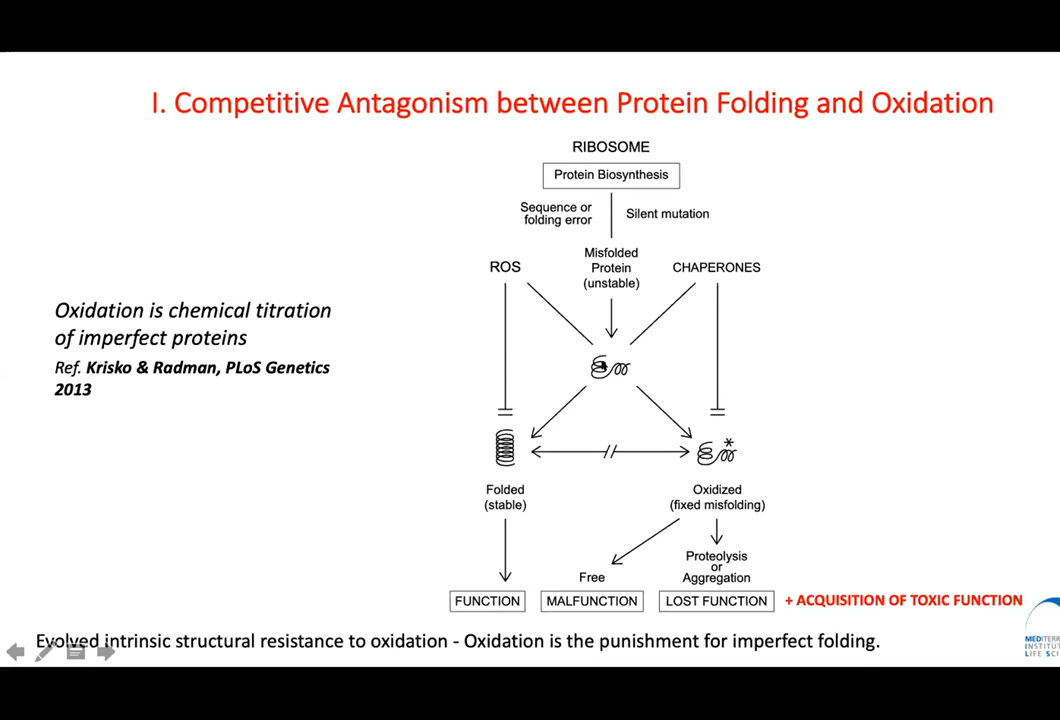 I. Competitive Antagonism between Protein Folding and Oxidation
RIBOSOME
Protein Biosynthesis
Sequence or
folding error
Silent mutation
Misfolded
Protein
(unstable)
ROS
CHAPERONES
Oxidation is chemical titration
of imperfect proteins
Ref. Krisko & Radman, PLoS Genetics
2013
*
Folded
(stable)
Oxidized
(fixed misfolding)
Free
Proteolysis
or
Aggregation
FUNCTION
MALFUNCTION
LOST FUNCTION
+ ACQUISITION OF TOXIC FUNCTION
Evolved intrinsic structural resistance to oxidation - Oxidation is the punishment for imperfect folding.
LIFE